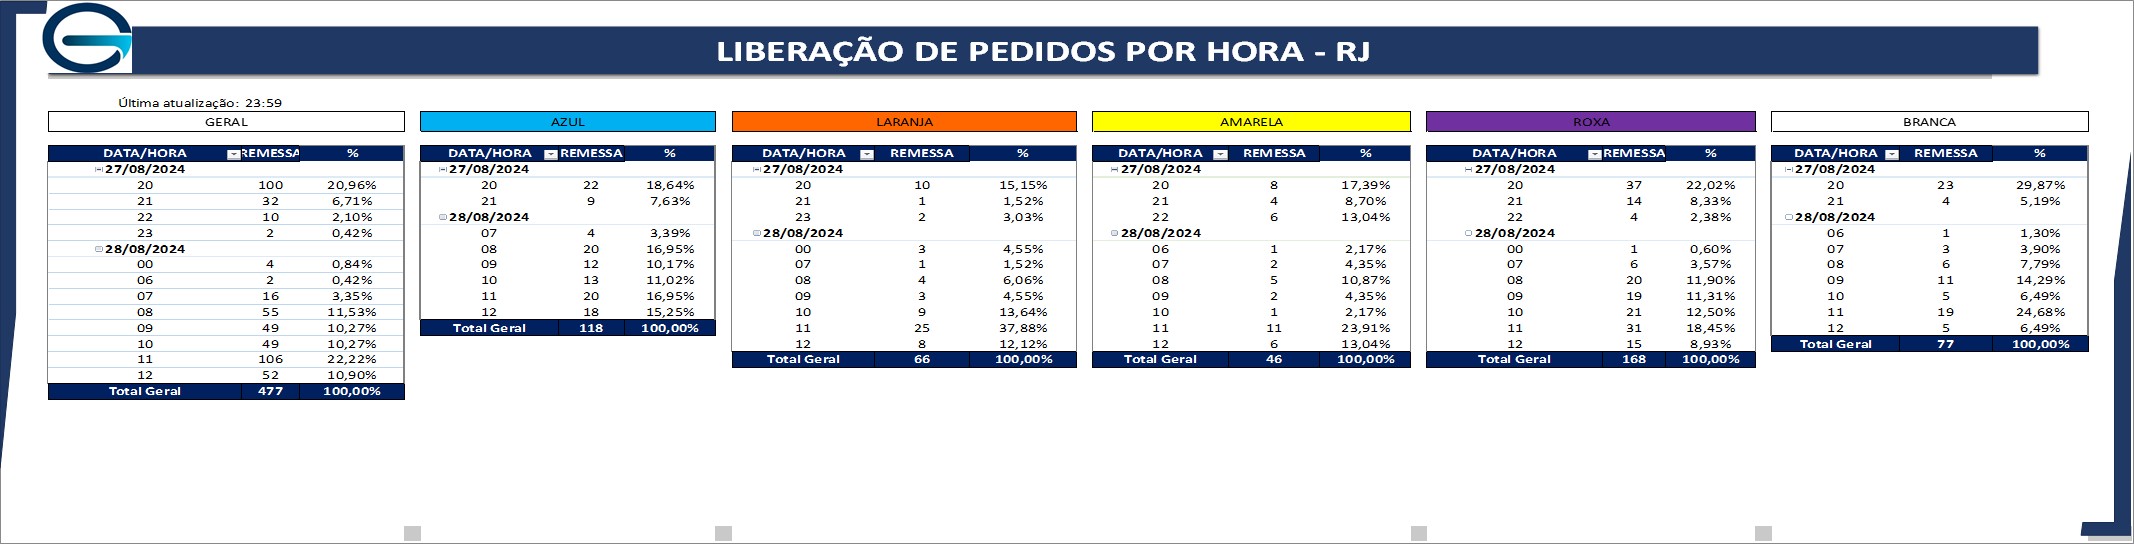 LIBERAÇÃO DE PEDIDOS POR HORA - RJ
Última atualização: 23:59
GERAL
DATA/HORA REMESSA %
27/08/2024
20 100 20,96%
21 32 6,71%
22 10 2,10%
23 2 0,42%
28/08/2024
00 4 0,84%
06 2 0,42%
07 16 3,35%
08 55 11,53%
09 49 10,27%
10 49 10,27%
11 106 22,22%
12 52 10,90%
Total Geral 477 100,00%
AZUL
DATA/HORA REMESSA %
27/08/2024
20 22 18,64%
21 9 7,63%
28/08/2024
07 4 3,39%
08 20 16,95%
09 12 10,17%
10 13 11,02%
11 20 16,95%
12 18 15,25%
Total Geral 118 100,00%
LARANJA
DATA/HORA REMESSA %
27/08/2024
20 10 15,15%
21 1 1,52%
23 2 3,03%
28/08/2024
00 3 4,55%
07 1 1,52%
08 4 6,06%
09 3 4,55%
10 9 13,64%
11 25 37,88%
12 8 12,12%
Total Geral 66 100,00%
AMARELA
DATA/HORA REMESSA %
27/08/2024
20 8 17,39%
21 4 8,70%
22 6 13,04%
28/08/2024
06 1 2,17%
07 2 4,35%
08 5 10,87%
09 2 4,35%
10 1 2,17%
11 11 23,91%
12 6 13,04%
Total Geral 46 100,00%
ROXA
DATA/HORA REMESSA %
27/08/2024
20 37 22,02%
21 14 8,33%
22 4 2,38%
28/08/2024
00 1 0,60%
07 6 3,57%
08 20 11,90%
09 19 11,31%
10 21 12,50%
11 31 18,45%
12 15 8,93%
Total Geral 168 100,00%
BRANCA
DATA/HORA REMESSA %
27/08/2024
20 23 29,87%
21 4 5,19%
28/08/2024
06 1 1,30%
07 3 3,90%
08 6 7,79%
09 11 14,29%
10 5 6,49%
11 19 24,68%
12 5 6,49%
Total Geral 77 100,00%